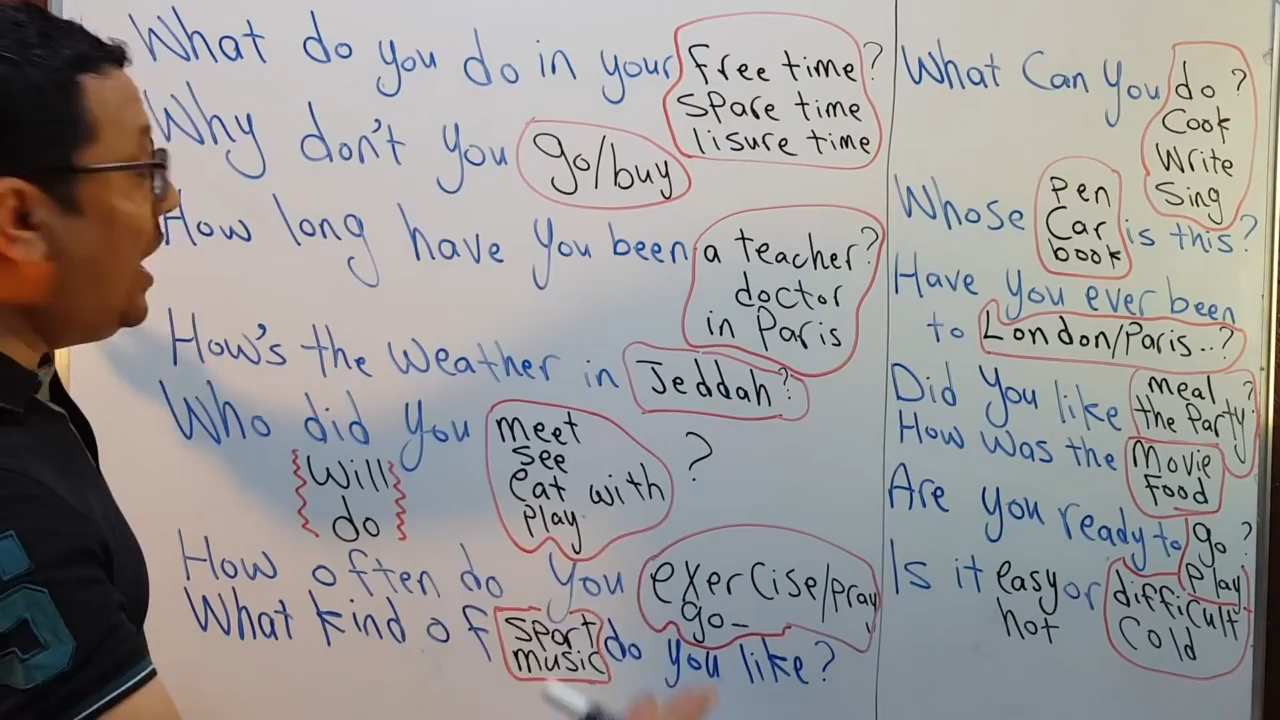 What do you do in your free time?
spare time
lisure time
Why don't you go/buy
How long have you been a teacher?
doctor
in Paris
How's the weather in Jeddah?
Who did you meet
see
eat with
play
?
Will
do
How often do you exercise/pray
go_
What kind of sport
music
do you like?
What Can you do?
Cook
Write
Sing
Whose pen
Car
book
is this?
Have you ever been
to London/Paris..?
Did you like meal
the Party?
How was the movie
food
Are you ready to go?
play
Is it easy or difficult
hot
Cold
5